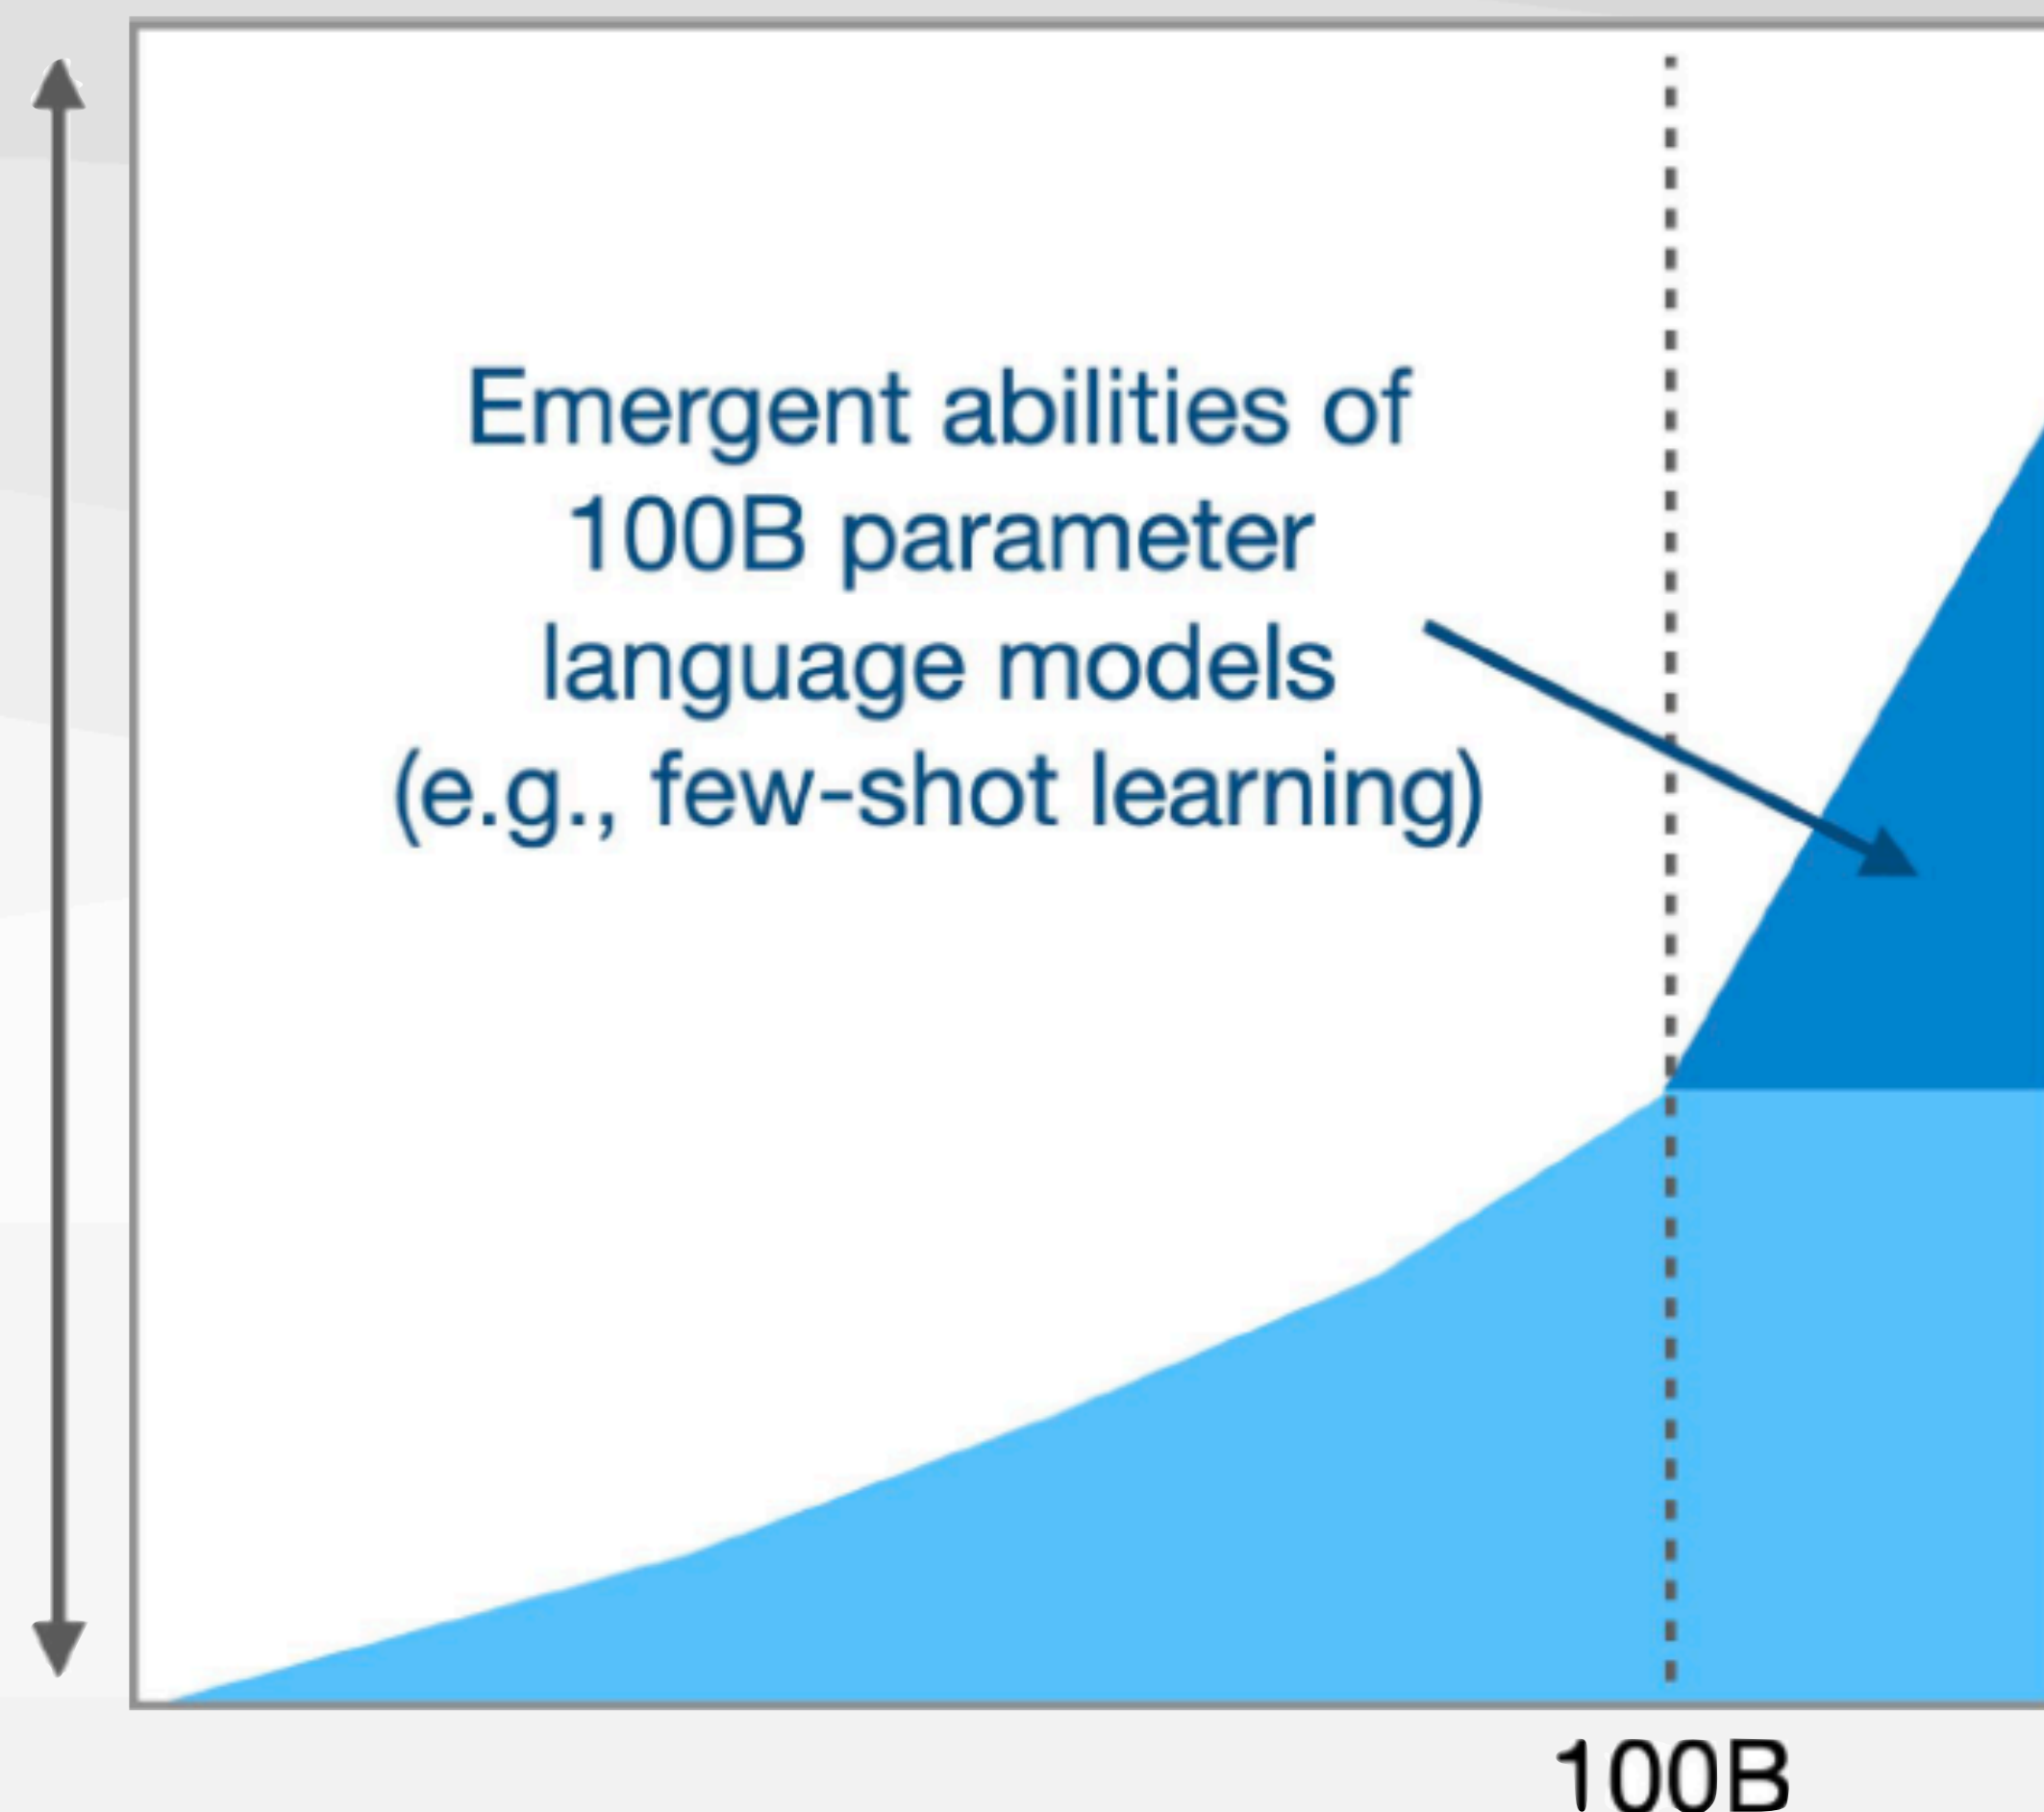 Emergent abilities of
100B parameter
language models
(e.g., few-shot learning)
100B